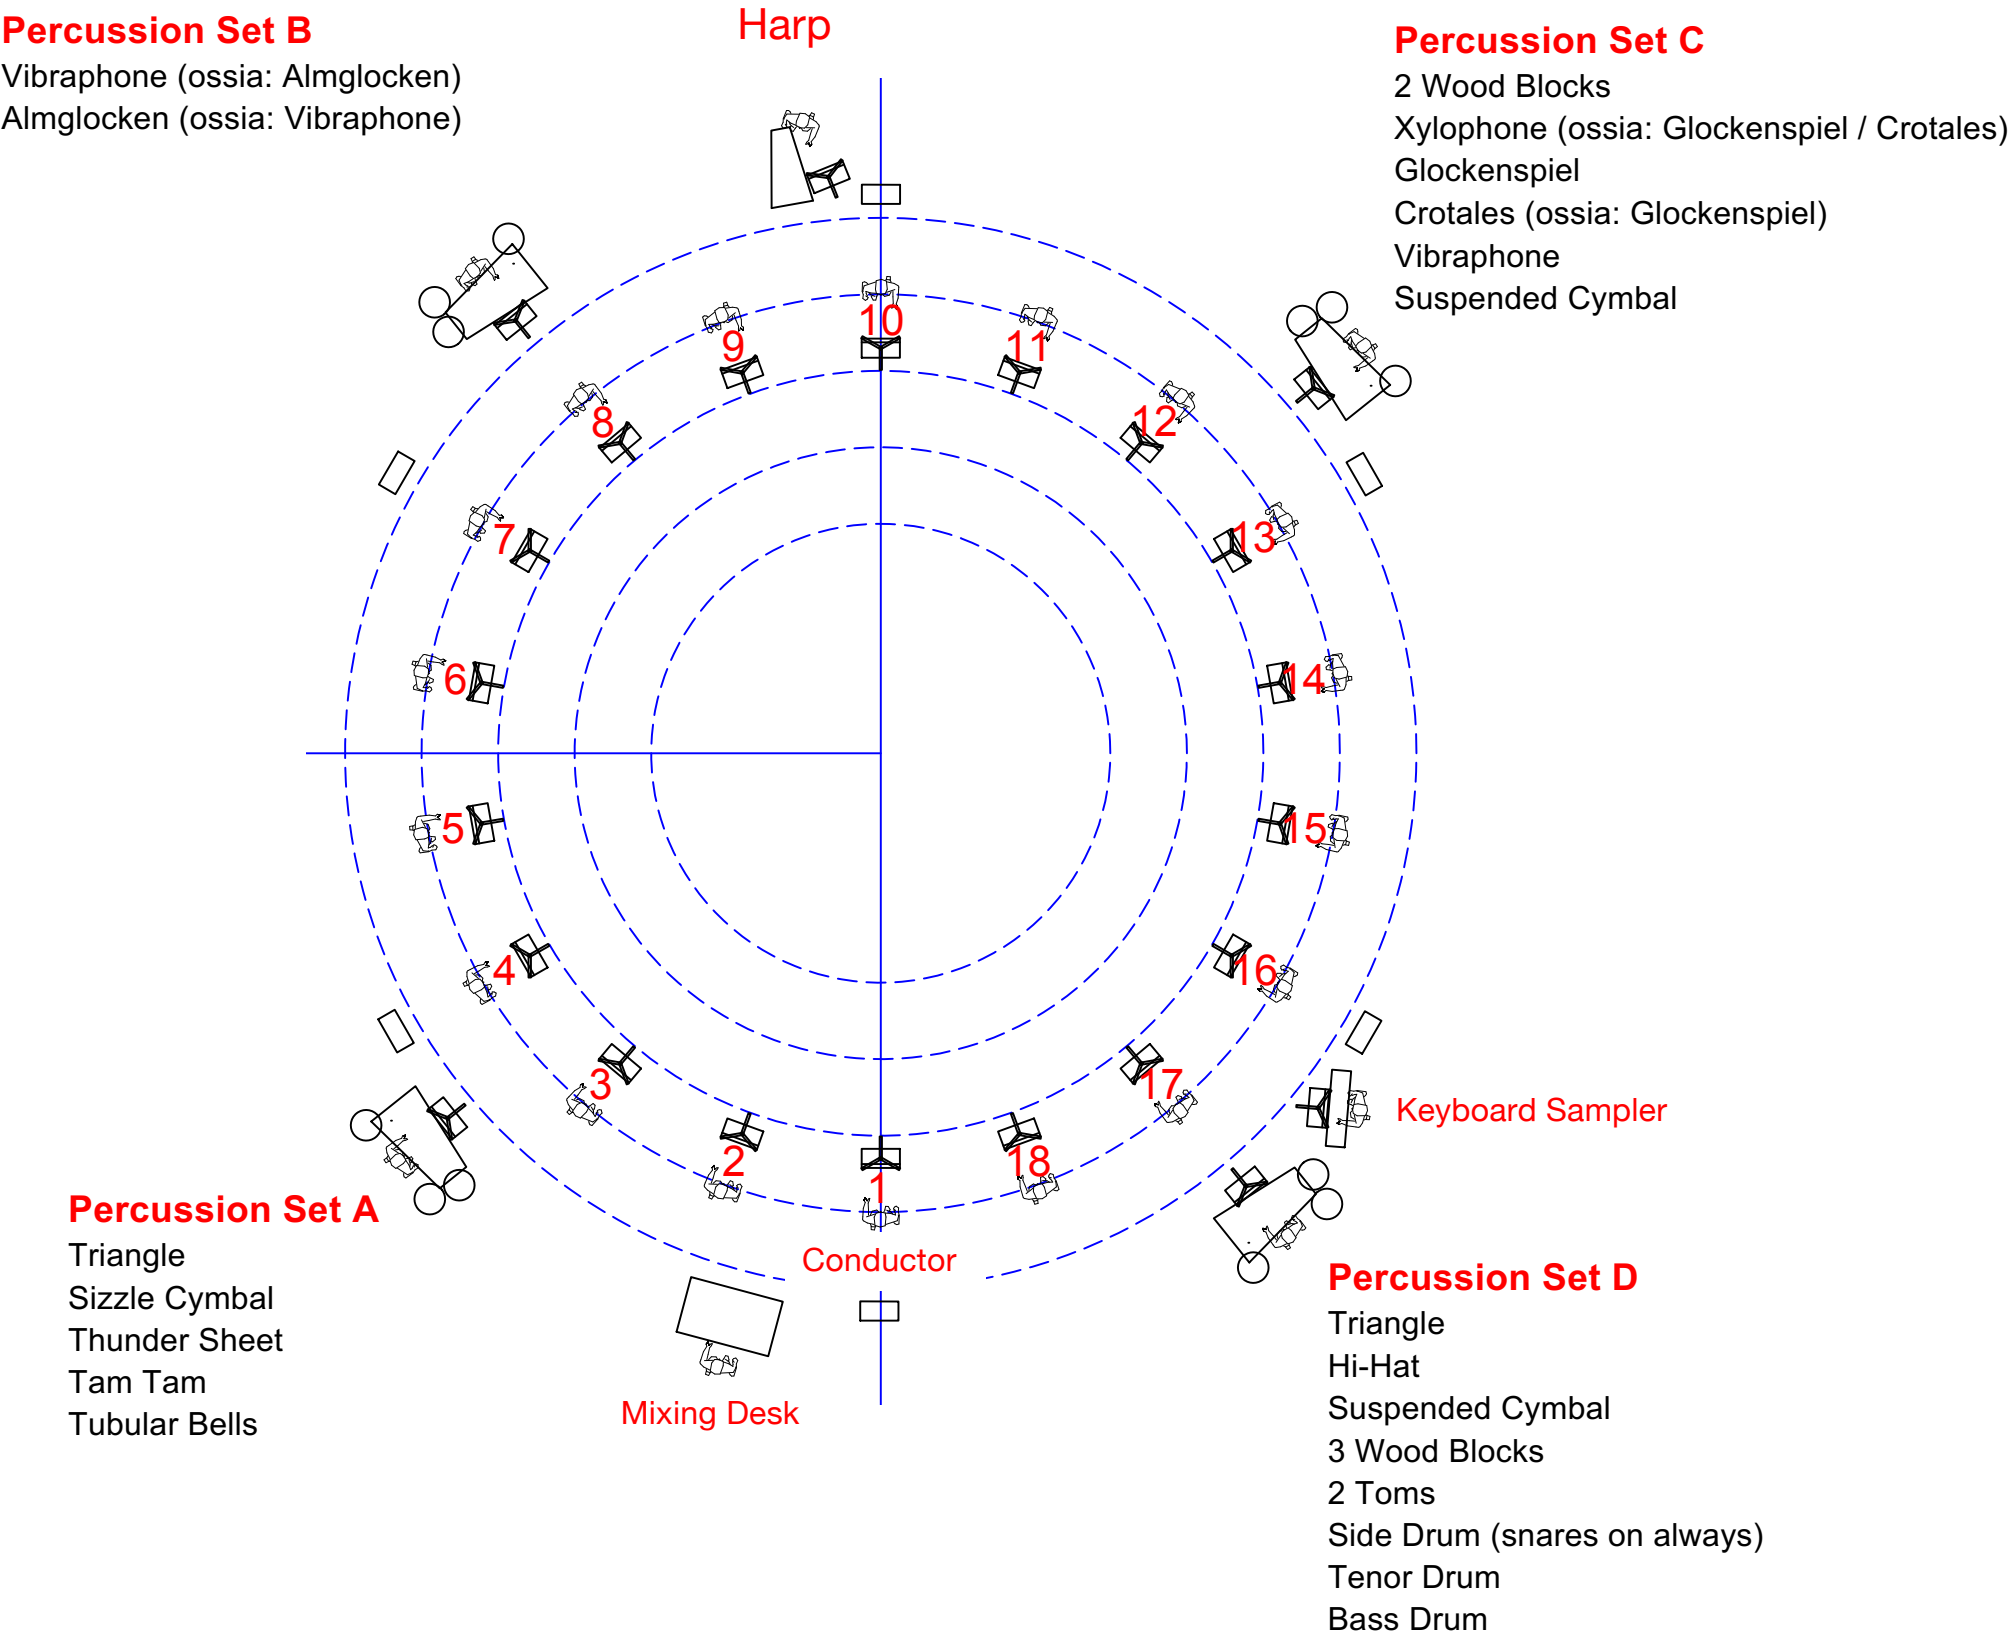 Percussion Set B
Vibraphone (ossia: Almglocken)
Almglocken (ossia: Vibraphone)
Harp
Percussion Set C
2 Wood Blocks
Xylophone (ossia: Glockenspiel / Crotales)
Glockenspiel
Crotales (ossia: Glockenspiel)
Vibraphone
Suspended Cymbal
10
9
11
8
12
7
13
6
14
5
15
4
16
3
17
2
18
1
Keyboard Sampler
Conductor
Mixing Desk
Percussion Set A
Triangle
Sizzle Cymbal
Thunder Sheet
Tam Tam
Tubular Bells
Percussion Set D
Triangle
Hi-Hat
Suspended Cymbal
3 Wood Blocks
2 Toms
Side Drum (snares on always)
Tenor Drum
Bass Drum